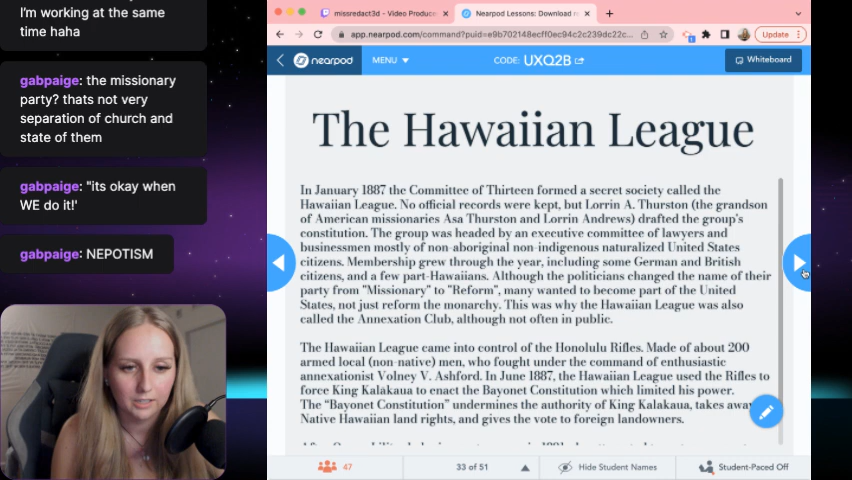 I'm working at the same
time haha
gabpaige: the missionary
party? thats not very
separation of church and
state of them
gabpaige: "its okay when
WE do it!'
gabpaige: NEPOTISM
missredact3d - Video Produce
Nearpod Lessons: Download n
app.nearpod.com/command?puid=e9b702148ecff0ec94c2c239dc22c...
Update
nearpod
MENU
CODE: UXQ2B
Whiteboard
The Hawaiian League
In January 1887 the Committee of Thirteen formed a secret society called the
Hawaiian League. No official records were kept, but Lorrin A. Thurston (the grandson
of American missionaries Asa Thurston and Lorrin Andrews) drafted the group's
constitution. The group was headed by an executive committee of lawyers and
businessmen mostly of non-aboriginal non-indigenous naturalized United States
citizens. Membership grew through the year, including some German and British
citizens, and a few part-Hawaiians. Although the politicians changed the name of their
party from "Missionary" to "Reform", many wanted to become part of the United
States, not just reform the monarchy. This was why the Hawaiian League was also
called the Annexation Club, although not often in public.
The Hawaiian League came into control of the Honolulu Rifles. Made of about 200
armed local (non-native) men, who fought under the command of enthusiastic
annexationist Volney V. Ashford. In June 1887, the Hawaiian League used the Rifles to
force King Kalakaua to enact the Bayonet Constitution which limited his power.
The "Bayonet Constitution" undermines the authority of King Kalakaua, takes away
Native Hawaiian land rights, and gives the vote to foreign landowners.
47
33 of 51
Hide Student Names
Student-Paced Off